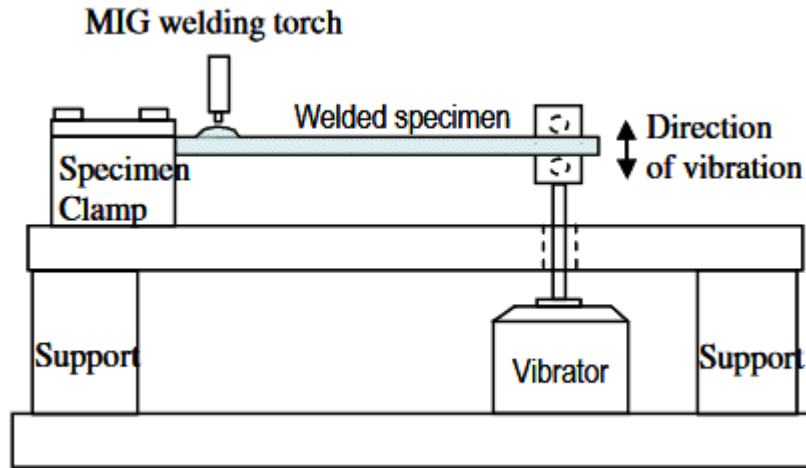 MIG welding torch
Welded specimen
Direction
of vibration
Specimen
Clamp
Support
Vibrator
Support